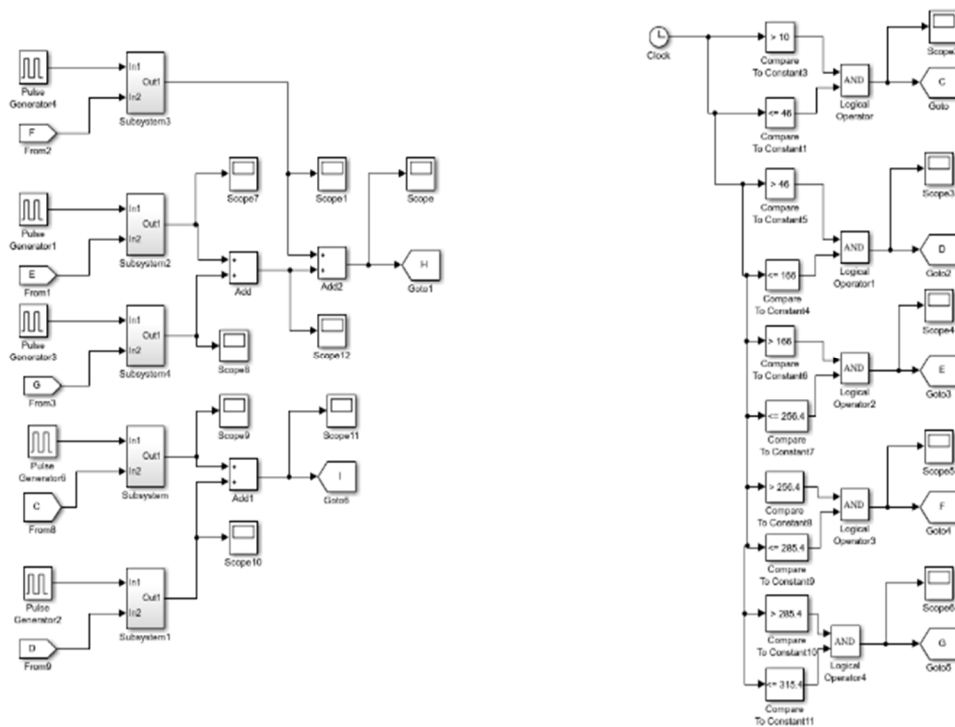 Pulse
Generator4
F
From2
In1
In2
Out1
Subsystem3
Pulse
Generator1
E
From1
In1
In2
Out1
Subsystem2
Pulse
Generator3
G
From3
In1
In2
Out1
Subsystem4
Scope7
Scope1
Scope
Add
Add2
H
Goto1
Scope8
Scope12
Pulse
Generator6
C
From8
In1
In2
Out1
Subsystem
Scope9
Scope11
Add1
I
Goto6
Scope10
Pulse
Generator2
D
From9
In1
In2
Out1
Subsystem1
Clock
> 10
Compare
To Constant3
<= 46
Compare
To Constant1
AND
Logical
Operator
C
Goto
> 46
Compare
To Constant5
<= 166
Compare
To Constant4
AND
Logical
Operator1
Scope3
D
Goto2
> 166
Compare
To Constant6
<= 256.4
Compare
To Constant7
AND
Logical
Operator2
Scope4
E
Goto3
> 256.4
Compare
To Constant8
<= 285.4
Compare
To Constant9
AND
Logical
Operator3
Scope5
F
Goto4
> 285.4
Compare
To Constant10
<= 315.4
Compare
To Constant11
AND
Logical
Operator4
Scope6
G
Goto5